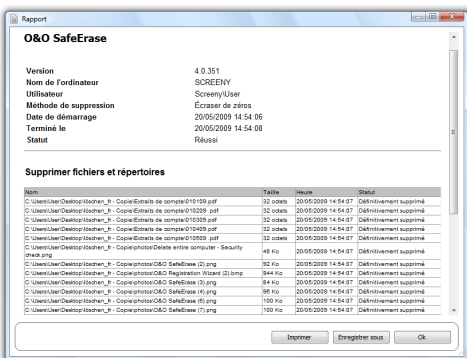 Rapport
O&O SafeErase
Version 4.0.351
Nom de l'ordinateur SCREENY
Utilisateur Screeny\User
Méthode de suppression Écraser de zéros
Date de démarrage 20/05/2009 14:54:06
Terminé le 20/05/2009 14:54:08
Statut Réussi
Supprimer fichiers et répertoires
Nom Taille Heure Statut
C:\Users\User\Desktop\löschen_fr - Copie\Extraits de compte\010109.pdf 32 octets 20/05/2009 14:54:07 Définitivement supprimé
C:\Users\User\Desktop\löschen_fr - Copie\Extraits de compte\010209 .pdf 32 octets 20/05/2009 14:54:07 Définitivement supprimé
C:\Users\User\Desktop\löschen_fr - Copie\Extraits de compte\010309.pdf 32 octets 20/05/2009 14:54:07 Définitivement supprimé
C:\Users\User\Desktop\löschen_fr - Copie\Extraits de compte\010409.pdf 32 octets 20/05/2009 14:54:07 Définitivement supprimé
C:\Users\User\Desktop\löschen_fr - Copie\Extraits de compte\010509 .pdf 32 octets 20/05/2009 14:54:07 Définitivement supprimé
C:\Users\User\Desktop\löschen_fr - Copie\photos\Delete entire computer - Security
check.png 48 Ko 20/05/2009 14:54:07 Définitivement supprimé
C:\Users\User\Desktop\löschen_fr - Copie\photos\O&O SafeErase (2).png 92 Ko 20/05/2009 14:54:07 Définitivement supprimé
C:\Users\User\Desktop\löschen_fr - Copie\photos\O&O Registration Wizard (2).bmp 944 Ko 20/05/2009 14:54:07 Définitivement supprimé
C:\Users\User\Desktop\löschen_fr - Copie\photos\O&O SafeErase (3).png 84 Ko 20/05/2009 14:54:07 Définitivement supprimé
C:\Users\User\Desktop\löschen_fr - Copie\photos\O&O SafeErase (4).png 96 Ko 20/05/2009 14:54:07 Définitivement supprimé
C:\Users\User\Desktop\löschen_fr - Copie\photos\O&O SafeErase (6).png 100 Ko 20/05/2009 14:54:07 Définitivement supprimé
C:\Users\User\Desktop\löschen_fr - Copie\photos\O&O SafeErase (7).png 100 Ko 20/05/2009 14:54:07 Définitivement supprimé
Imprimer Enregistrer sous Ok